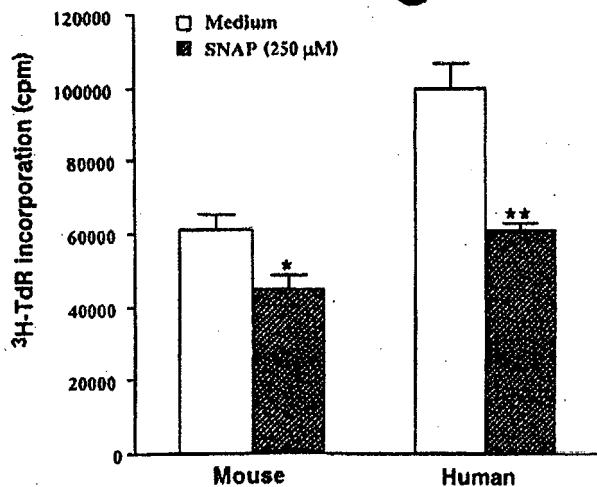 120000
100000
80000
60000
40000
20000
0
³H-TdR incorporation (cpm)
Medium
SNAP (250 µM)
*
**
Mouse
Human